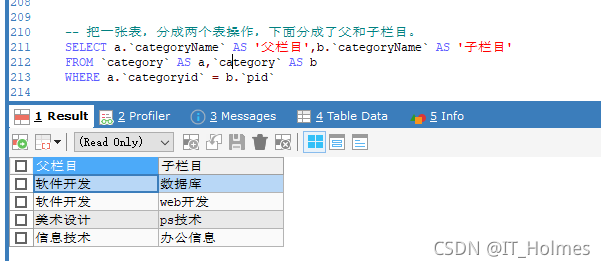 209
210 -- 把一张表，分成两个表操作，下面分成了父和子栏目。
211 SELECT a.`categoryName` AS '父栏目',b.`categoryName` AS '子栏目'
212 FROM `category` AS a,`category` AS b
213 WHERE a.`categoryid` = b.`pid`
214
1 Result 2 Profiler 3 Messages 4 Table Data 5 Info
(Read Only)
父栏目 子栏目
软件开发 数据库
软件开发 web开发
美术设计 ps技术
信息技术 办公信息
CSDN @IT_Holmes